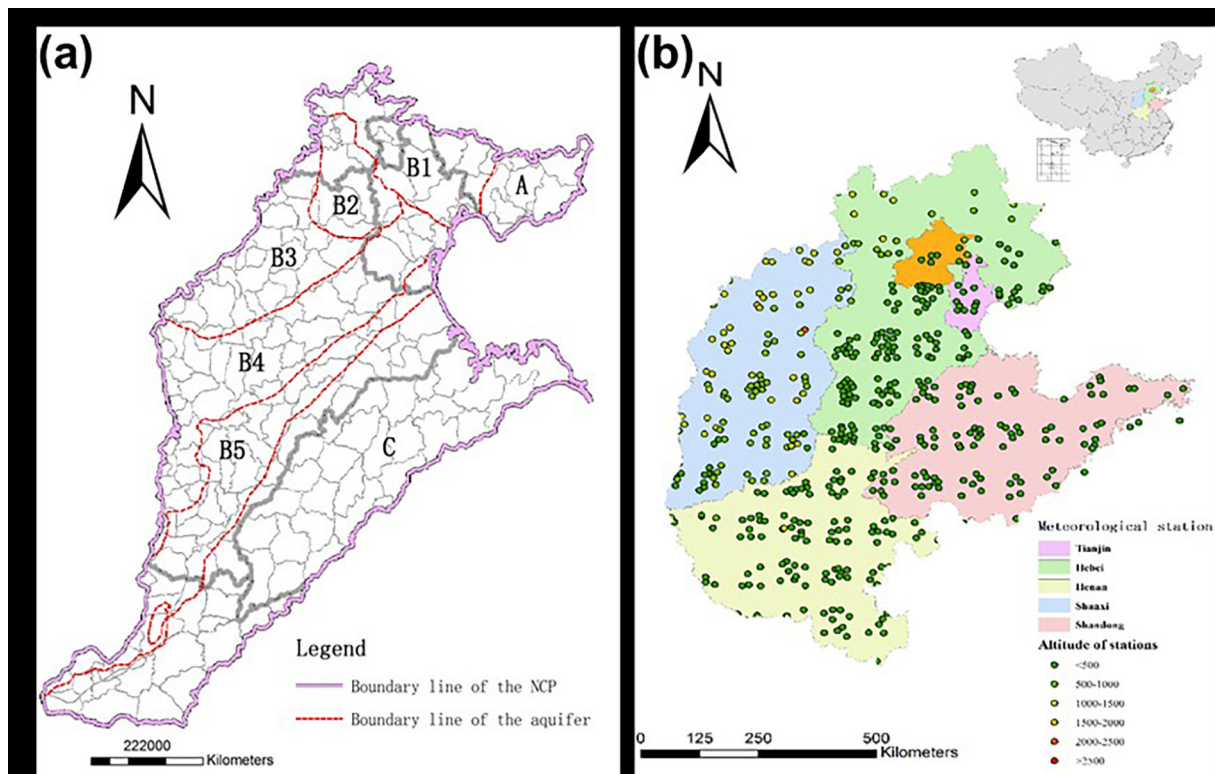 (a)
N
B1
A
B2
B3
B4
B5
C
Legend
Boundary line of the NCP
Boundary line of the aquifer
222000
Kilometers
(b)
N
Meteorological station
Tianjin
Hebei
Henan
Shanxi
Shandong
Altitude of stations
<500
500-1000
1000-1500
1500-2000
2000-2500
>2500
0 125 250 500
Kilometers